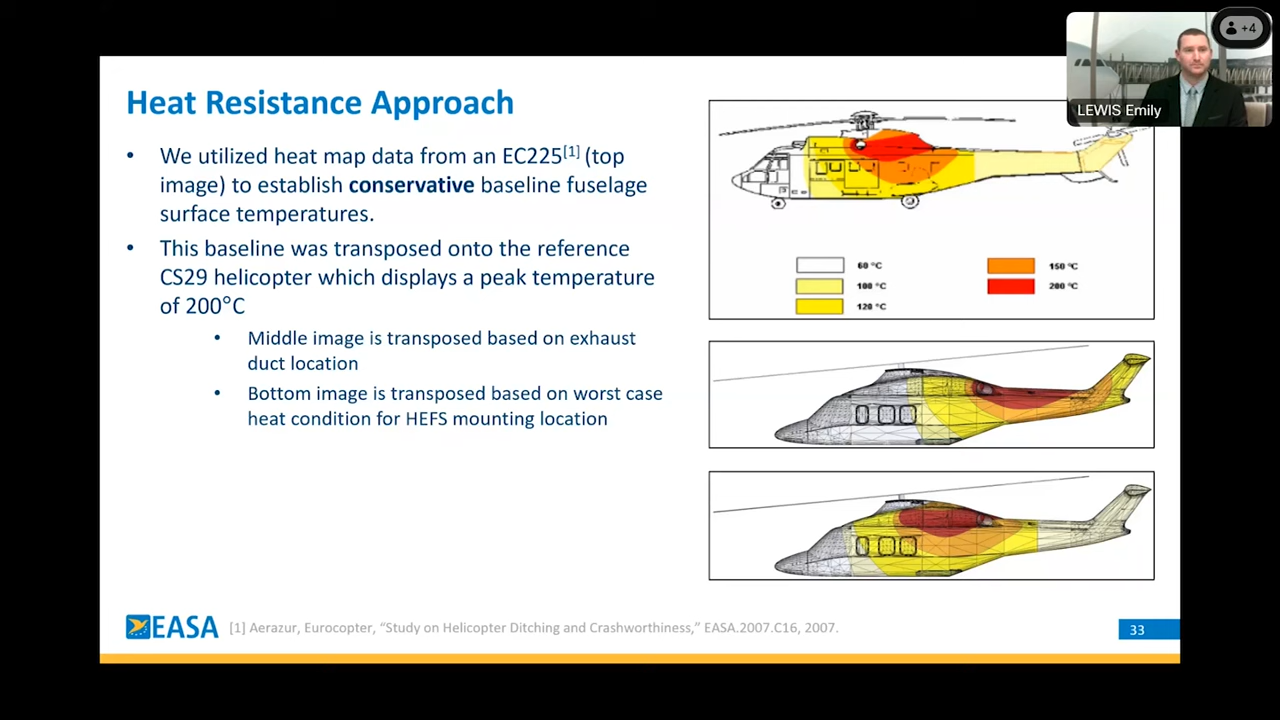 Heat Resistance Approach
• We utilized heat map data from an EC225[1] (top
image) to establish conservative baseline fuselage
surface temperatures.
• This baseline was transposed onto the reference
CS29 helicopter which displays a peak temperature
of 200°C
• Middle image is transposed based on exhaust
duct location
• Bottom image is transposed based on worst case
heat condition for HEFS mounting location
60 °C
100 °C
120 °C
150 °C
200 °C
+4
LEWIS Emily
EASA
[1] Aerazur, Eurocopter, “Study on Helicopter Ditching and Crashworthiness,” EASA.2007.C16, 2007.
33